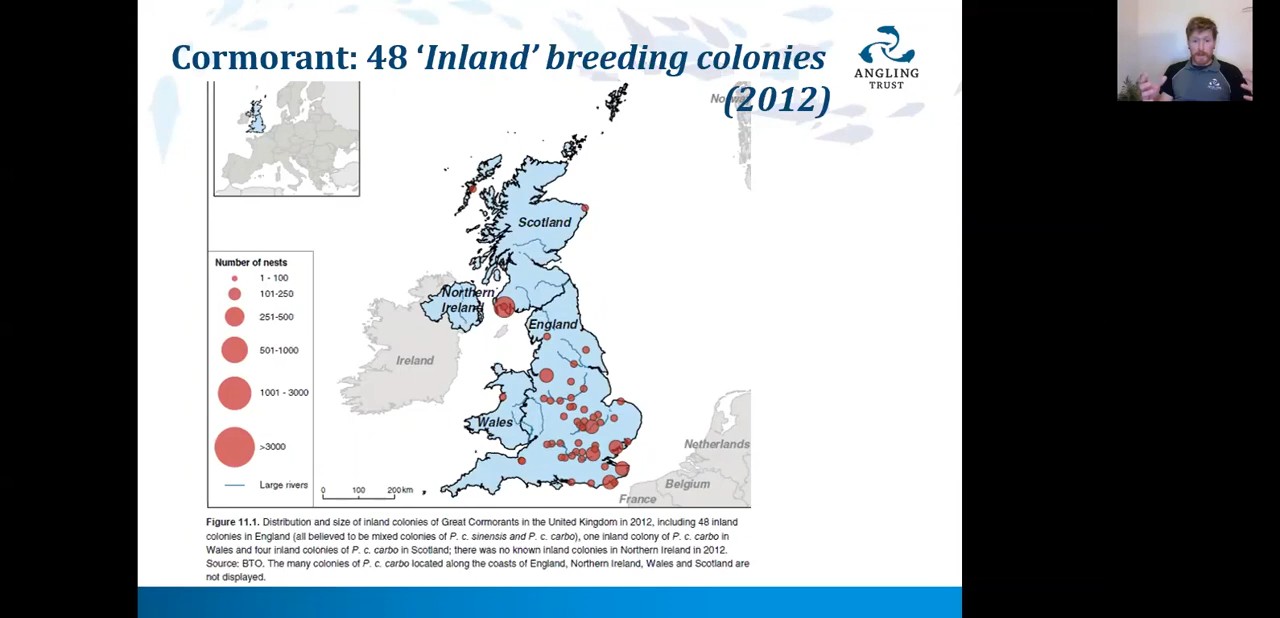 Cormorant: 48 ‘Inland’ breeding colonies
(2012)
ANGLING
TRUST
Scotland
Northern
Ireland
England
Ireland
Wales
Netherlands
Belgium
France
Number of nests
1 - 100
101-250
251-500
501-1000
1001 - 3000
>3000
Large rivers
0 100 200km
Figure 11.1. Distribution and size of inland colonies of Great Cormorants in the United Kingdom in 2012, including 48 inland
colonies in England (all believed to be mixed colonies of P. c. sinensis and P. c. carbo), one inland colony of P. c. carbo in
Wales and four inland colonies of P. c. carbo in Scotland; there was no known inland colonies in Northern Ireland in 2012.
Source: BTO. The many colonies of P. c. carbo located along the coasts of England, Northern Ireland, Wales and Scotland are
not displayed.